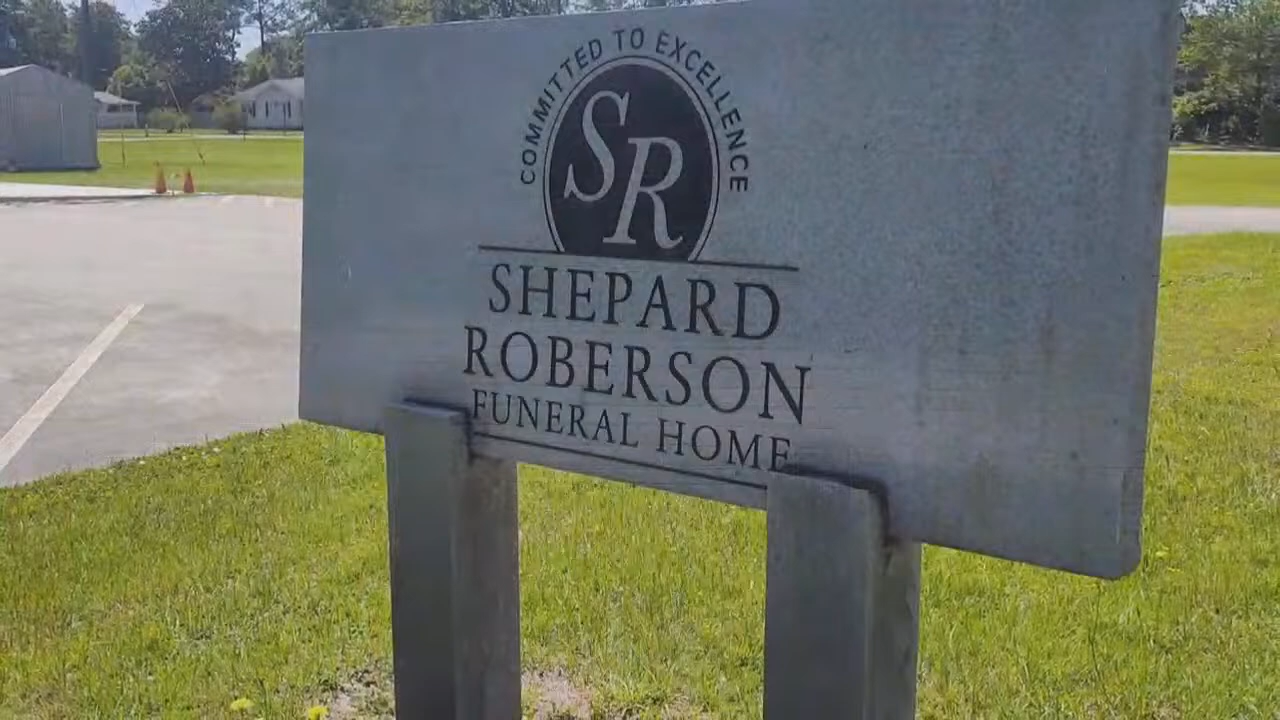 COMMITTED TO EXCELLENCE
SR
SHEPARD
ROBERSON
FUNERAL HOME